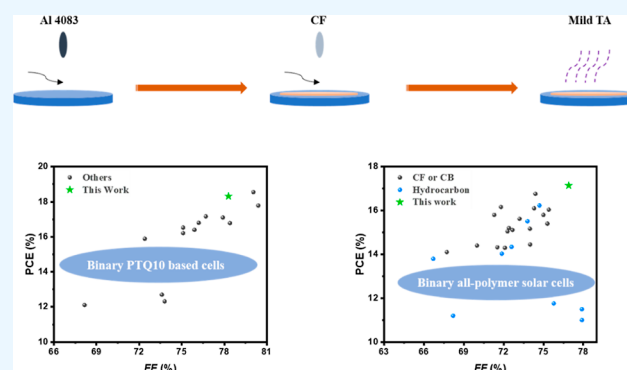 Al 4083
CF
Mild TA
20
18
16
14
12
10
PCE (%)
Others
This Work
Binary PTQ10 based cells
66
69
72
75
78
81
FF (%)
18
16
14
12
10
PCE (%)
CF or CB
Hydrocarbon
This work
Binary all-polymer solar cells
63
66
69
72
75
78
FF (%)